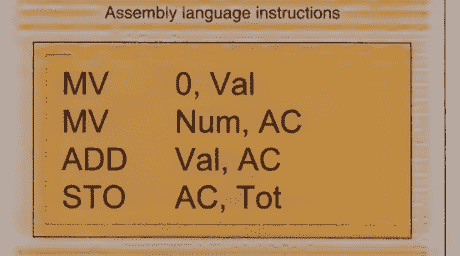 Assembly language instructions
MV 0, Val
MV Num, AC
ADD Val, AC
STO AC, Tot